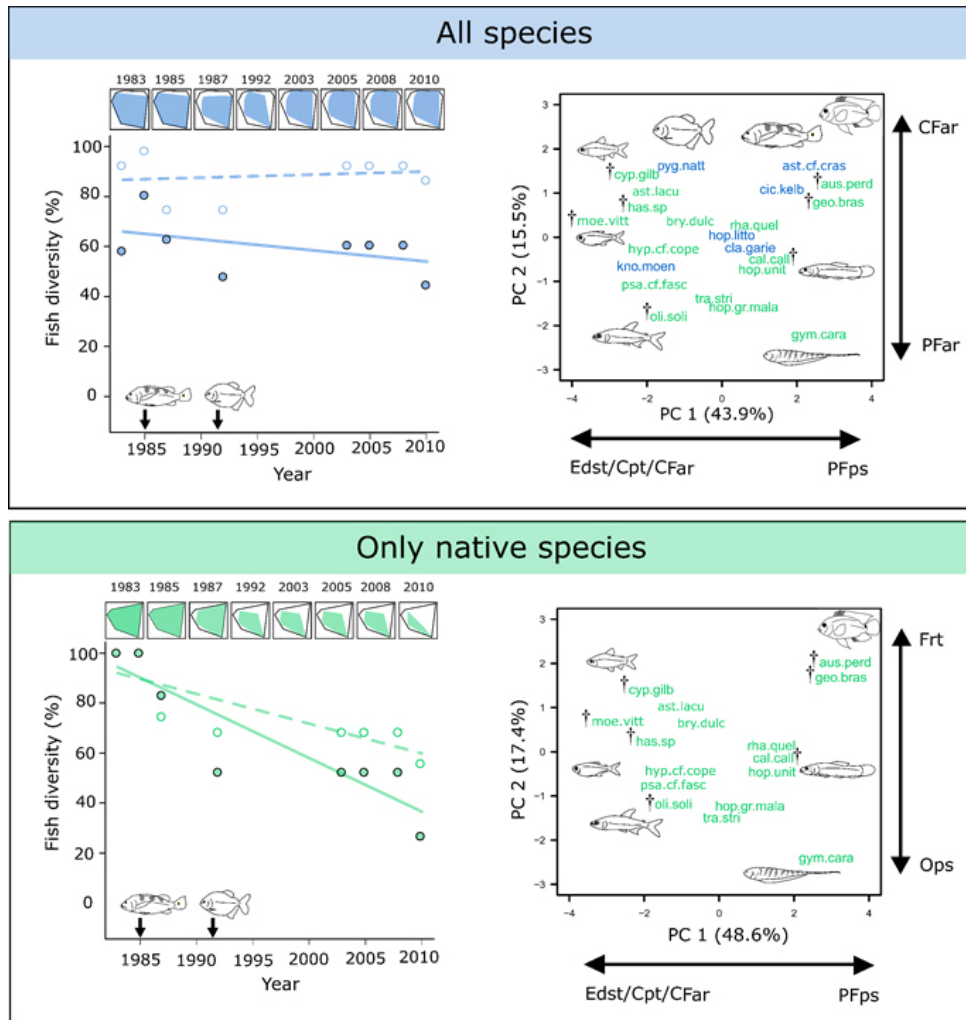 All species
1983 1985 1987 1992 2003 2005 2008 2010
Fish diversity (%)
100
80
60
40
20
0
1985 1990 1995 2000 2005 2010
Year
PC 2 (15.5%)
3
2
1
0
−1
−2
−3
pyg.natt
ast.cf.cras
†cyp.gilb
†aus.perd
cic.kelb
ast.lacu
†geo.bras
†has.sp
†moe.vitt
bry.dulc
rha.quel
hop.litto
hyp.cf.cope
cla.garie
†cal.call
kno.moen
hop.unit
psa.cf.fasc
tra.stri
hop.gr.mala
†oli.soli
gym.cara
−4 −2 0 2 4
PC 1 (43.9%)
Edst/Cpt/CFar PFps
CFar
PFar
Only native species
1983 1985 1987 1992 2003 2005 2008 2010
Fish diversity (%)
100
80
60
40
20
0
1985 1990 1995 2000 2005 2010
Year
PC 2 (17.4%)
3
2
1
0
−1
−2
−3
†aus.perd
†geo.bras
†cyp.gilb
ast.lacu
†moe.vitt
bry.dulc
†has.sp
rha.quel
†cal.call
hop.unit
hyp.cf.cope
psa.cf.fasc
†oli.soli
hop.gr.mala
tra.stri
gym.cara
−4 −2 0 2 4
PC 1 (48.6%)
Edst/Cpt/CFar PFps
Frt
Ops